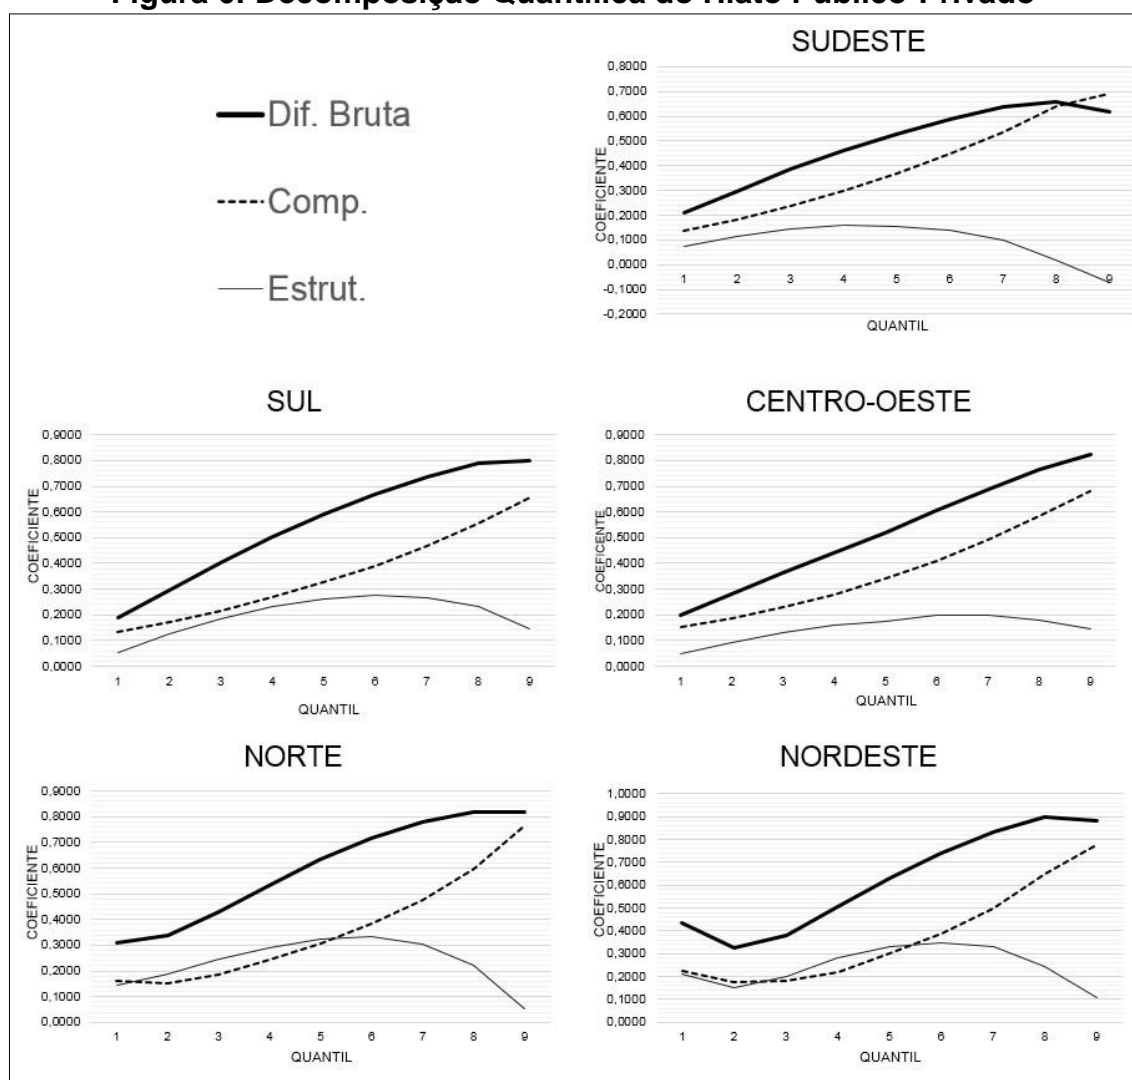 Figura Decomposição Quantílica do Hiato Público-Privado
Dif. Bruta
Comp.
Estrut.
SUDESTE
COEFICIENTE
0,8000
0,7000
0,6000
0,5000
0,4000
0,3000
0,2000
0,1000
0,0000
-0,1000
-0,2000
1 2 3 4 5 6 7 8 9
QUANTIL
SUL
COEFICIENTE
0,9000
0,8000
0,7000
0,6000
0,5000
0,4000
0,3000
0,2000
0,1000
0,0000
1 2 3 4 5 6 7 8 9
QUANTIL
CENTRO-OESTE
COEFICENTE
0,9000
0,8000
0,7000
0,6000
0,5000
0,4000
0,3000
0,2000
0,1000
0,0000
1 2 3 4 5 6 7 8 9
QUANTIL
NORTE
COEFICIENTE
0,9000
0,8000
0,7000
0,6000
0,5000
0,4000
0,3000
0,2000
0,1000
0,0000
1 2 3 4 5 6 7 8 9
QUANTIL
NORDESTE
COEFICIENTE
1,0000
0,9000
0,8000
0,7000
0,6000
0,5000
0,4000
0,3000
0,2000
0,1000
0,0000
1 2 3 4 5 6 7 8 9
QUANTIL